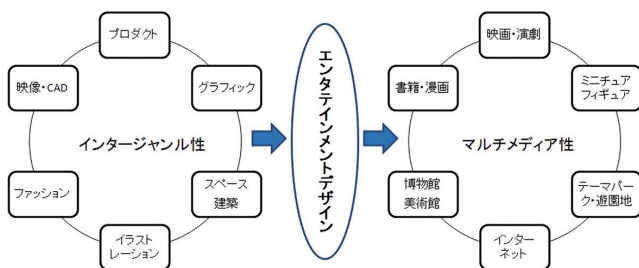 プロダクト
映像・CAD
グラフィック
インタージャンル性
ファッション
スペース
建築
イラスト
レーション
エンタテインメントデザイン
映画・演劇
書籍・漫画
ミニチュア
フィギュア
マルチメディア性
博物館
美術館
テーマパー
ク・遊園地
インター
ネット